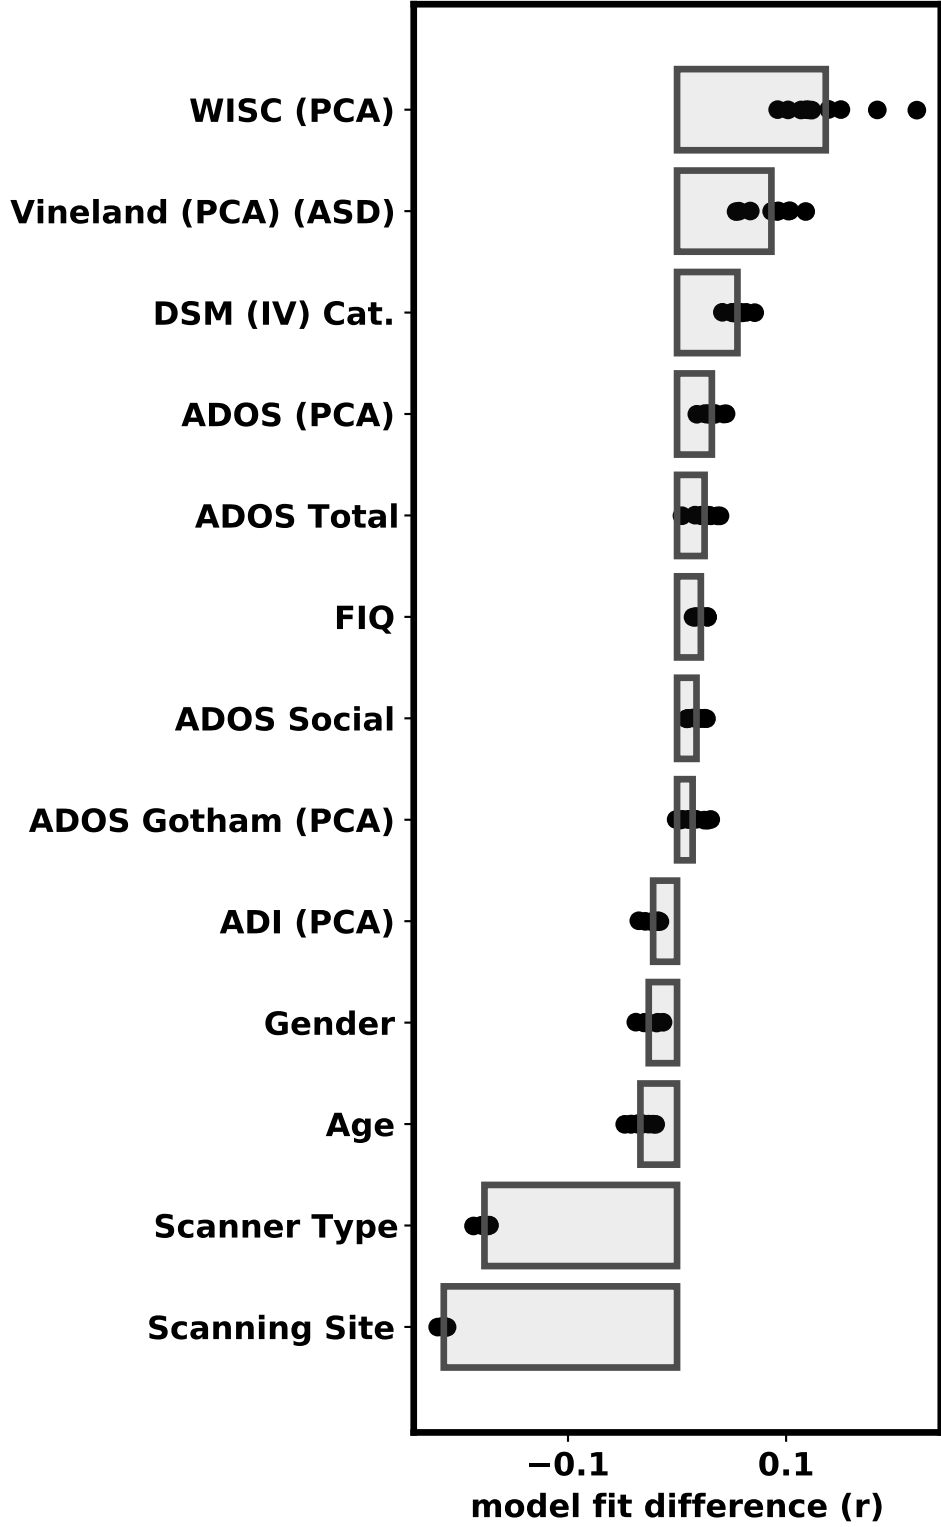 WISC (PCA)
Vineland (PCA) (ASD)
DSM (IV) Cat.
ADOS (PCA)
ADOS Total
FIQ
ADOS Social
ADOS Gotham (PCA)
ADI (PCA)
Gender
Age
Scanner Type
Scanning Site
−0.1 0.1
model fit difference (r)